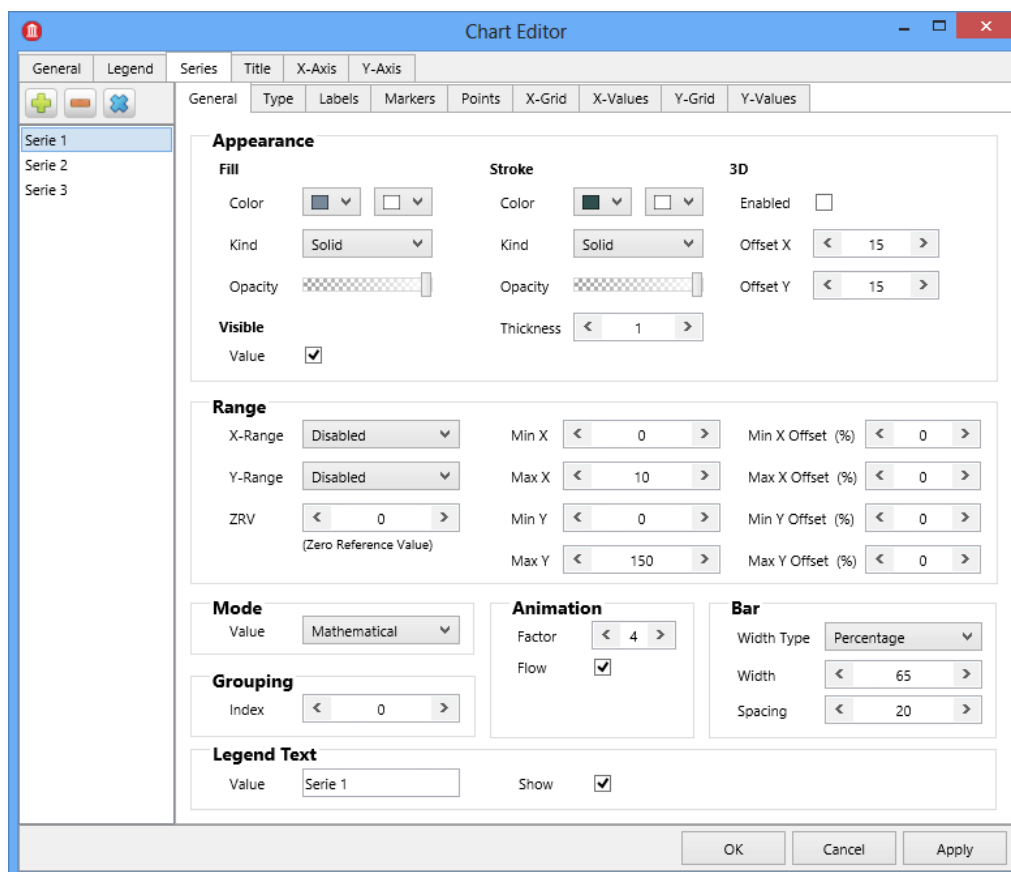 Chart Editor
General Legend Series Title X-Axis Y-Axis
General Type Labels Markers Points X-Grid X-Values Y-Grid Y-Values
Serie 1
Serie 2
Serie 3
Appearance
Fill Stroke 3D
Color Color Enabled
Kind Solid Kind Solid Offset X 15
Opacity Opacity Offset Y 15
Visible Thickness 1
Value
Range
X-Range Disabled Min X 0 Min X Offset (%) 0
Y-Range Disabled Max X 10 Max X Offset (%) 0
ZRV 0 Min Y 0 Min Y Offset (%) 0
(Zero Reference Value)
Max Y 150 Max Y Offset (%) 0
Mode Animation Bar
Value Mathematical Factor 4 Width Type Percentage
Flow Width 65
Grouping
Index 0 Spacing 20
Legend Text
Value Serie 1 Show
OK Cancel Apply